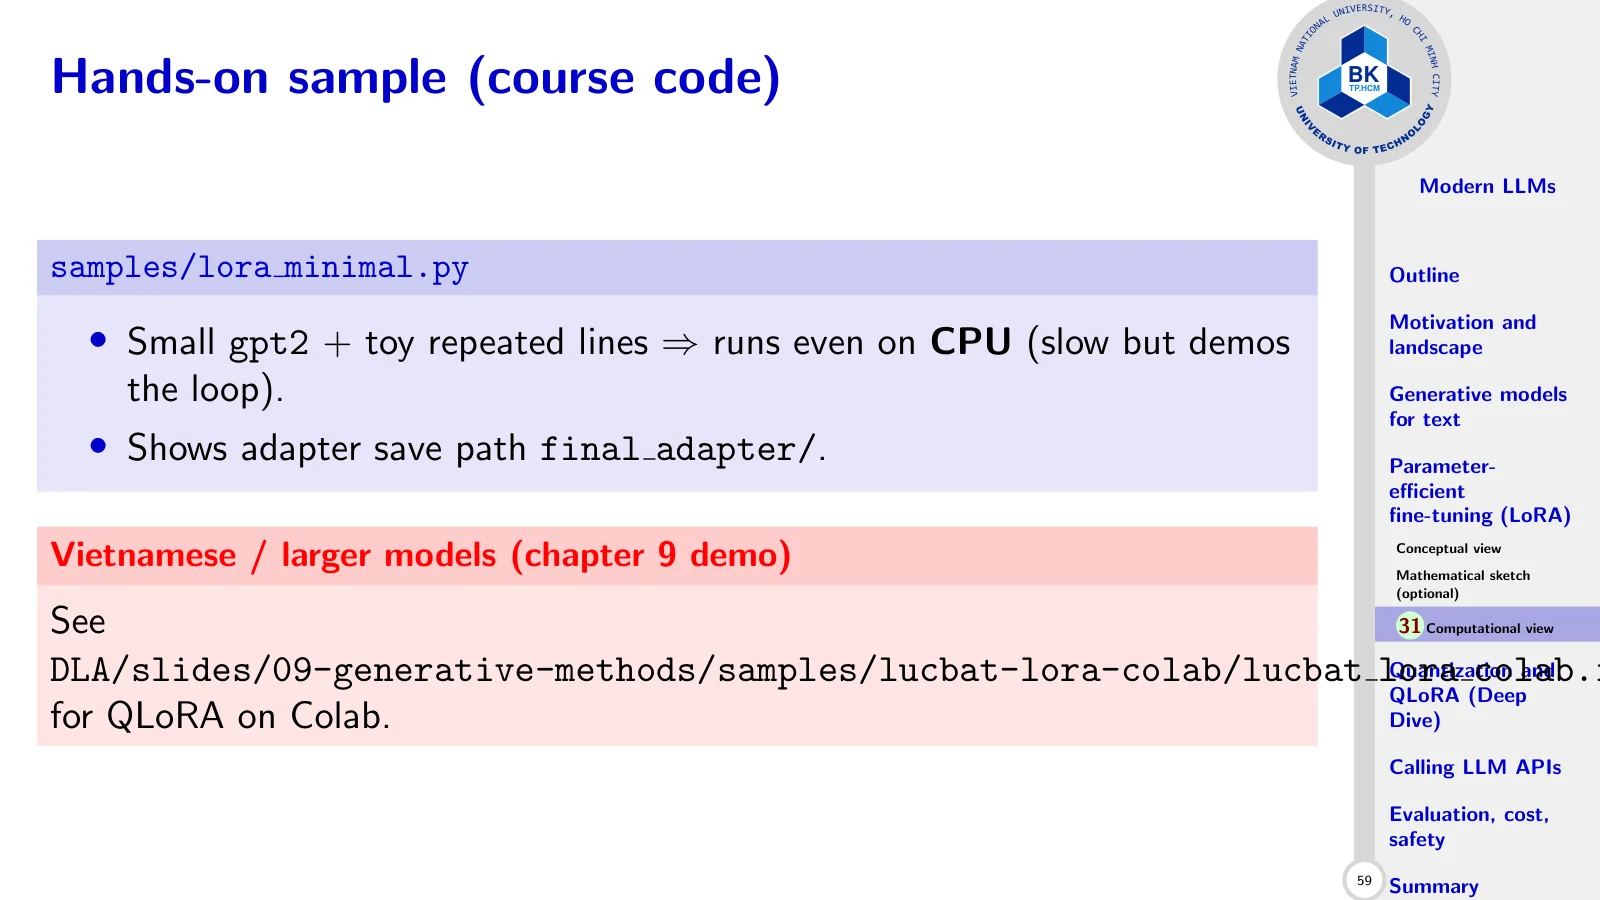 Hands-on sample (course code)
samples/lora_minimal.py
• Small gpt2 + toy repeated lines ⇒ runs even on CPU (slow but demos
the loop).
• Shows adapter save path final_adapter/.
Vietnamese / larger models (chapter 9 demo)
See
DLA/slides/09-generative-methods/samples/lucbat-lora-colab/lucbat_lora_colab.
for QLoRA on Colab.
VIETNAM NATIONAL UNIVERSITY, HO CHI MINH CITY
BK
TP.HCM
UNIVERSITY OF TECHNOLOGY
Modern LLMs
Outline
Motivation and
landscape
Generative models
for text
Parameter-
efficient
fine-tuning (LoRA)
Conceptual view
Mathematical sketch
(optional)
31 Computational view
Quantization and
QLoRA (Deep
Dive)
Calling LLM APIs
Evaluation, cost,
safety
Summary
59